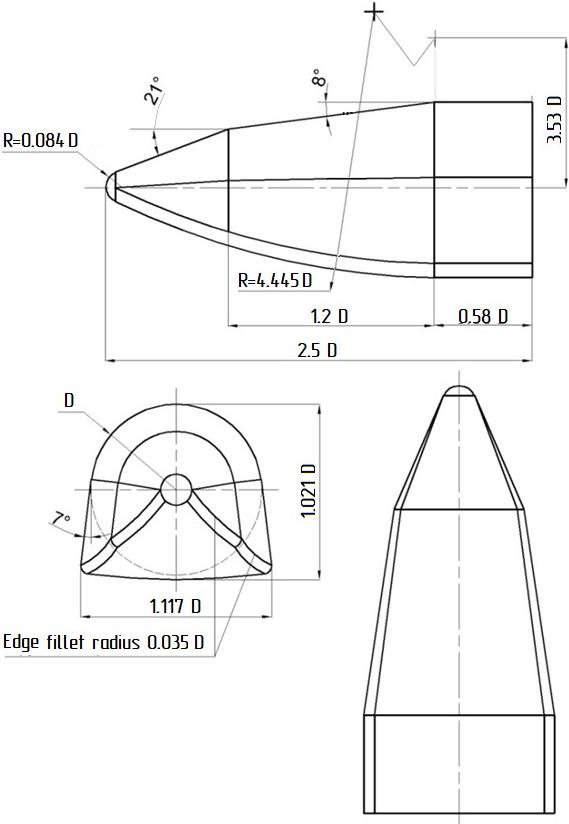 8°
21°
3.53 D
R=0.084 D
R=4.445 D
1.2 D
0.58 D
2.5 D
D
1.021 D
7°
1.117 D
Edge fillet radius 0.035 D